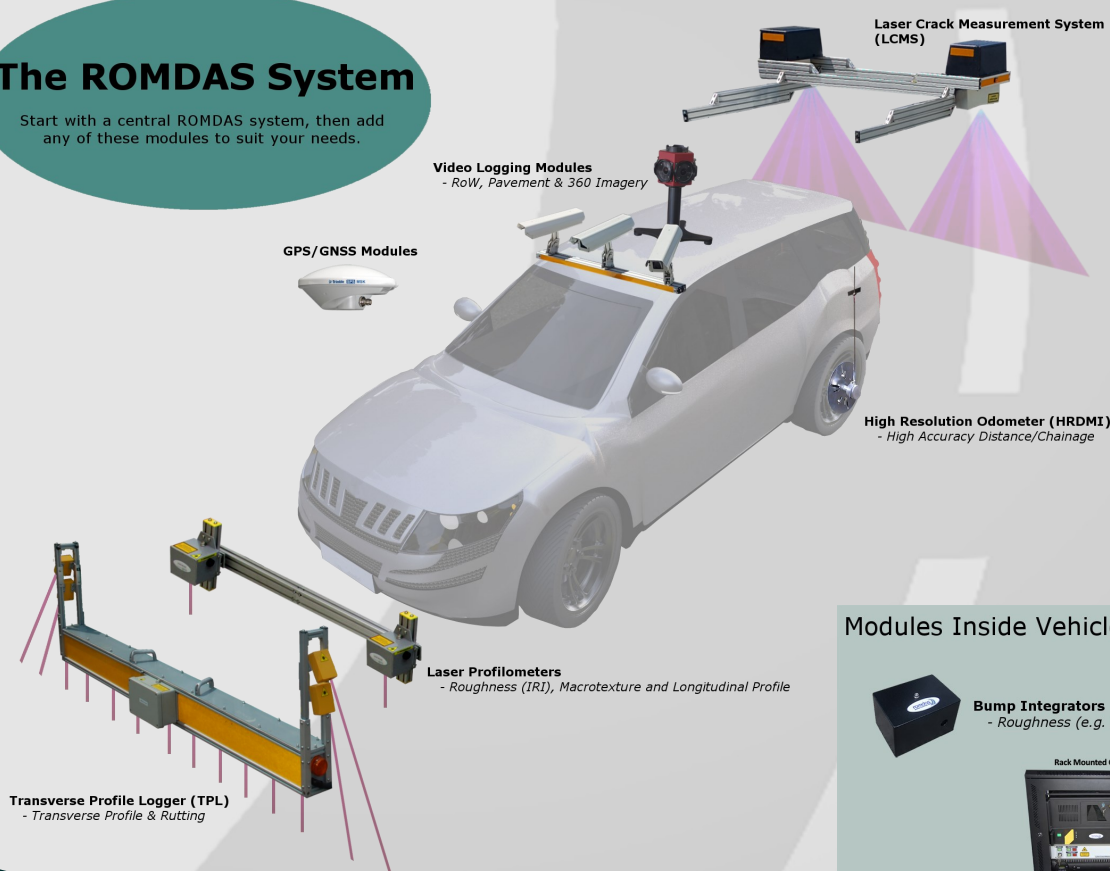 The ROMDAS System
Start with a central ROMDAS system, then add
any of these modules to suit your needs.
Laser Crack Measurement System
(LCMS)
Video Logging Modules
- RoW, Pavement & 360 Imagery
GPS/GNSS Modules
Trimble
High Resolution Odometer (HRDMI)
- High Accuracy Distance/Chainage
Laser Profilometers
- Roughness (IRI), Macrotexture and Longitudinal Profile
Transverse Profile Logger (TPL)
- Transverse Profile & Rutting
Modules Inside Vehicl
Bump Integrators
- Roughness (e.g.
Rack Mounted